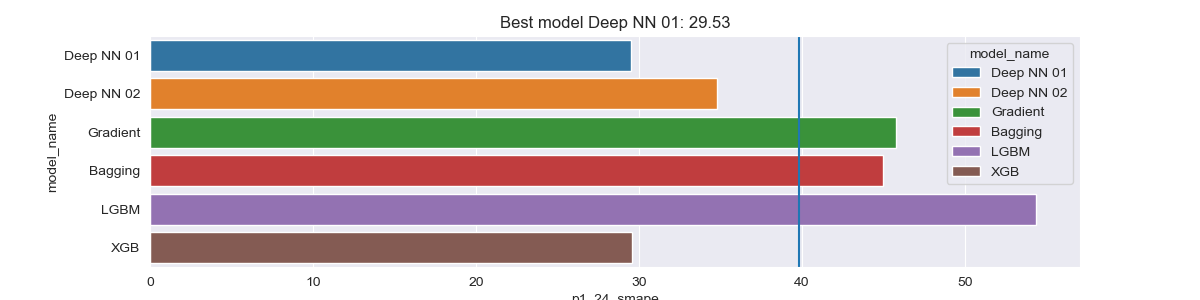 Best model Deep NN 01: 29.53
model_name
Deep NN 01
Deep NN 02
Gradient
Bagging
LGBM
XGB
model_name
Deep NN 01
Deep NN 02
Gradient
Bagging
LGBM
XGB
0 10 20 30 40 50
p1_24_smape